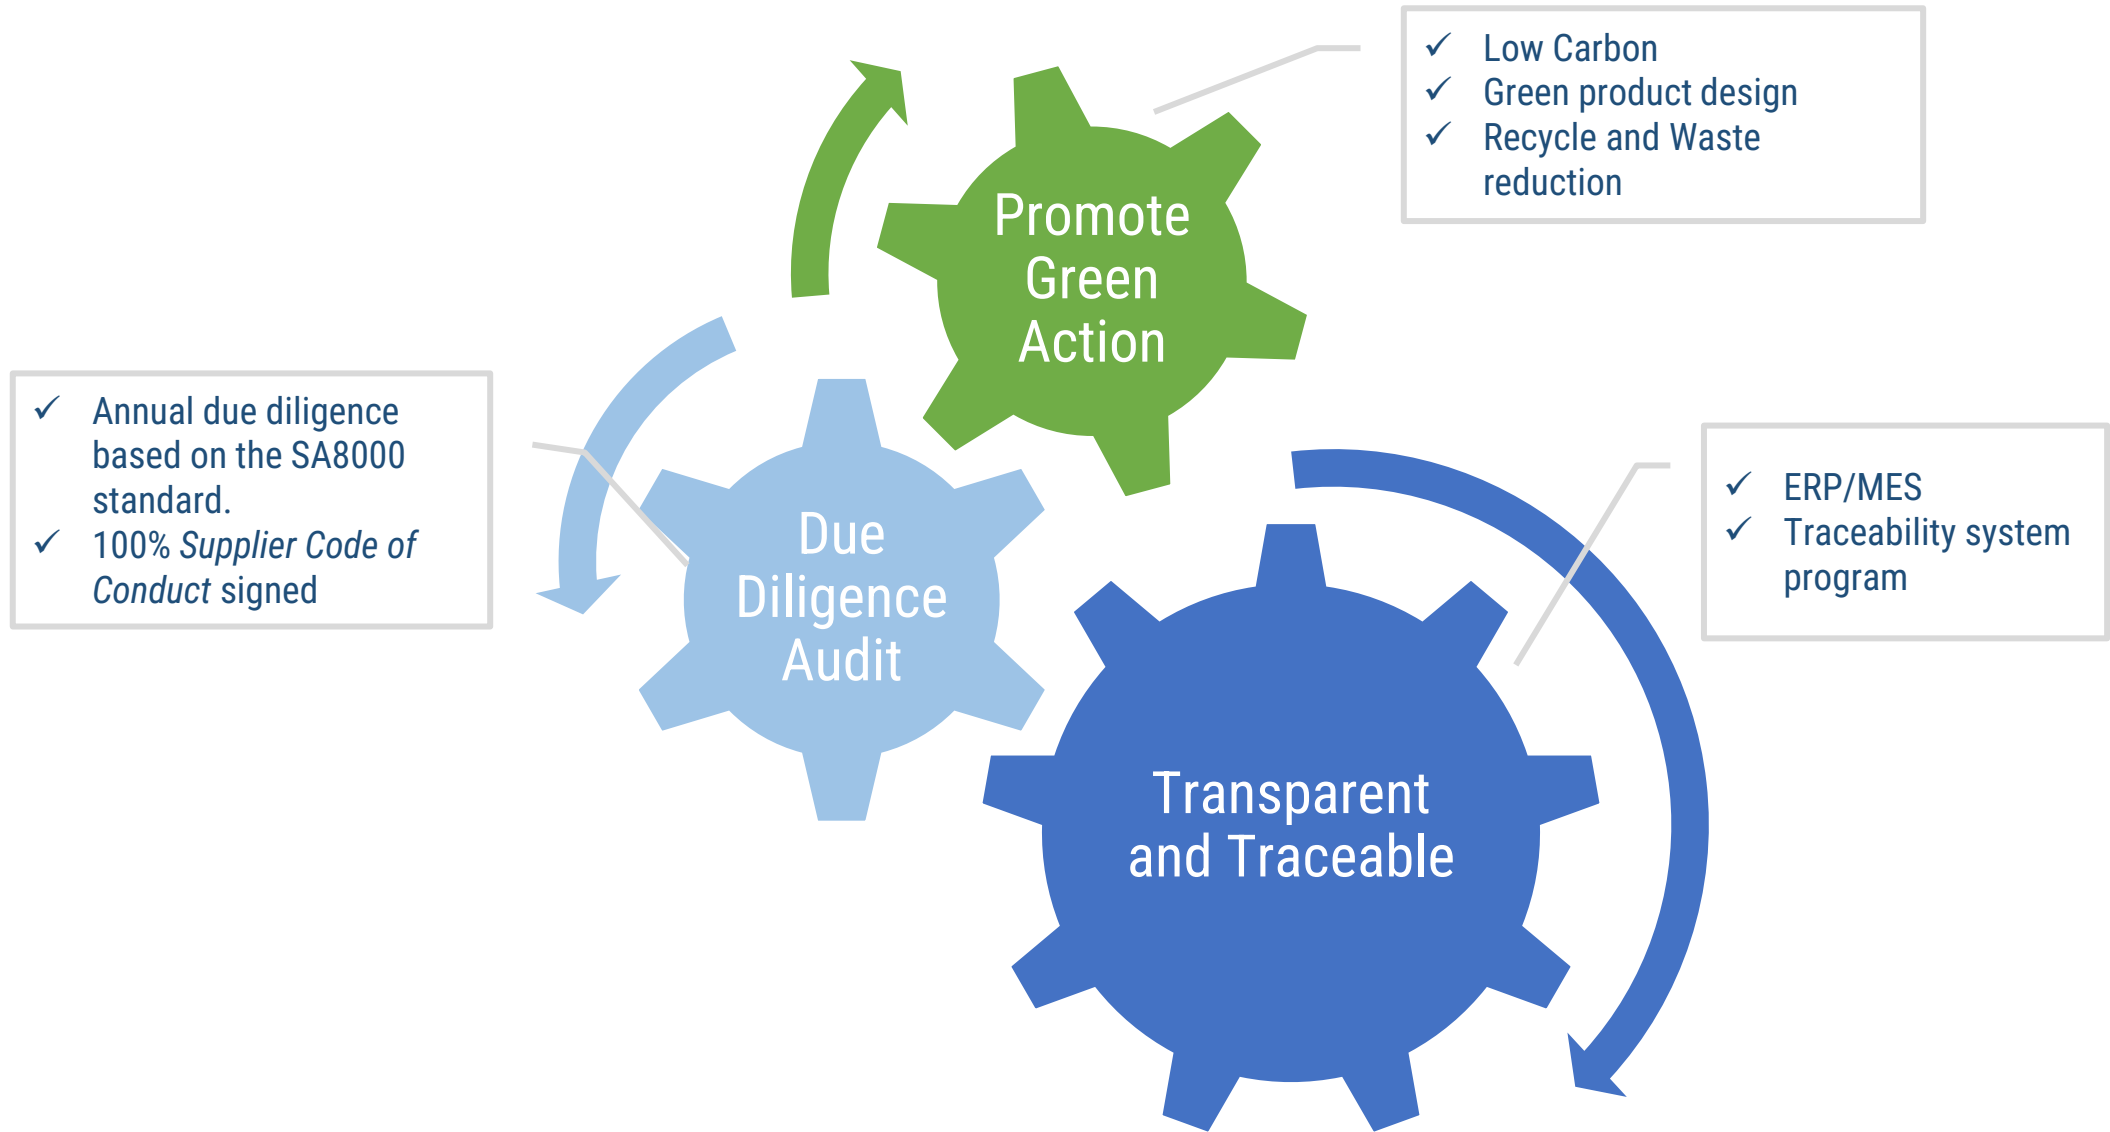 ✓ Low Carbon
✓ Green product design
✓ Recycle and Waste
reduction
Promote
Green
Action
✓ Annual due diligence
based on the SA8000
standard.
✓ 100% Supplier Code of
Conduct signed
Due
Diligence
Audit
✓ ERP/MES
✓ Traceability system
program
Transparent
and Traceable